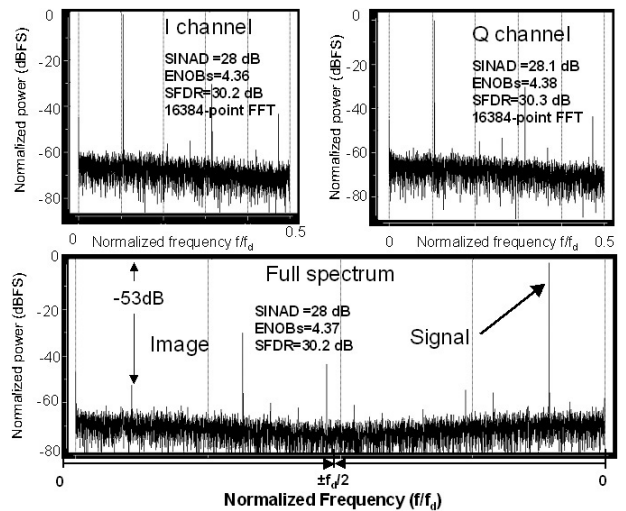 I channel
SINAD =28 dB
ENOBs=4.36
SFDR=30.2 dB
16384-point FFT
Normalized power (dBFS)
0
-20
-40
-60
-80
0
0.5
Normalized frequency f/fd
Q channel
SINAD =28.1 dB
ENOBs=4.38
SFDR=30.3 dB
16384-point FFT
Normalized power (dBFS)
0
-20
-40
-60
-80
0
0.5
Normalized frequency f/fd
Full spectrum
SINAD =28 dB
ENOBs=4.37
SFDR=30.2 dB
-53dB
Image
Signal
Normalized power (dBFS)
0
-20
-40
-60
-80
0
±fd/2
0
Normalized Frequency (f/fd)